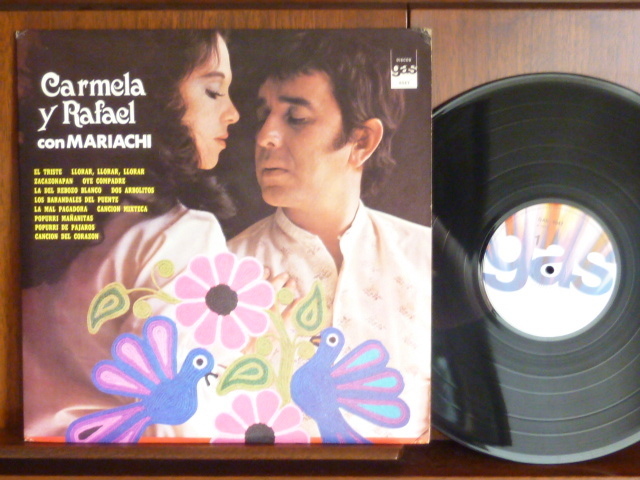 Carmela
y Rafael
con MARIACHI
EL TRISTE LLORAR, LLORAR, LLORAR
ZACAZONAPAN OYE COMPADRE
LA DEL REBOZO BLANCO DOS ARBOLITOS
LOS BARANDALES DEL PUENTE
LA MAL PAGADORA CANCION MIXTECA
POPURRI MAÑANITAS
POPURRI DE PAJAROS
CANCION DEL CORAZON
DISCOS
gas
gas